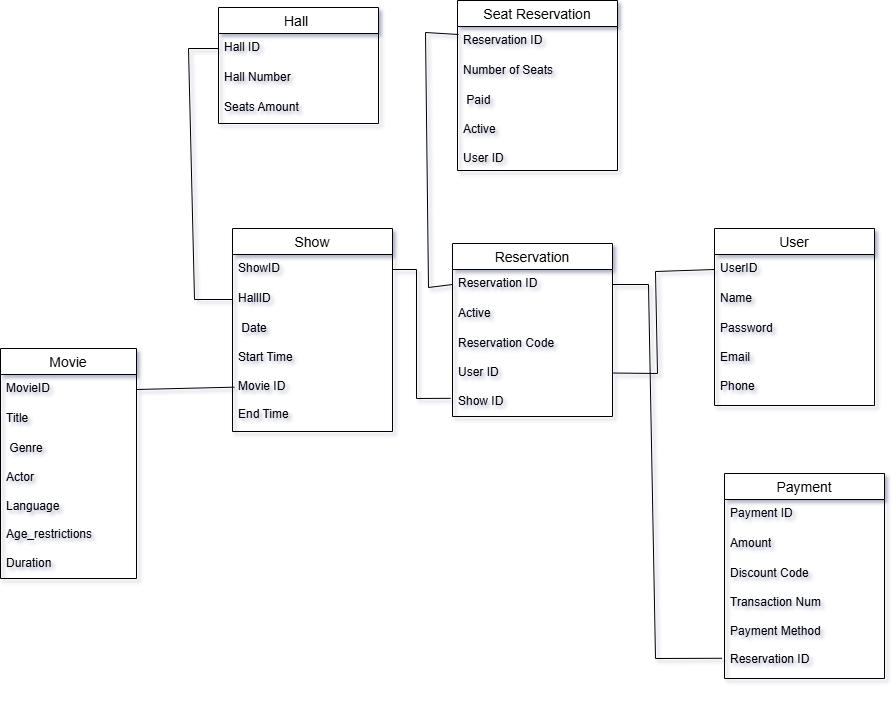 Hall
Hall ID
Hall Number
Seats Amount
Seat Reservation
Reservation ID
Number of Seats
Paid
Active
User ID
Show
ShowID
HallID
Date
Start Time
Movie ID
End Time
Reservation
Reservation ID
Active
Reservation Code
User ID
Show ID
User
UserID
Name
Password
Email
Phone
Movie
MovieID
Title
Genre
Actor
Language
Age_restrictions
Duration
Payment
Payment ID
Amount
Discount Code
Transaction Num
Payment Method
Reservation ID